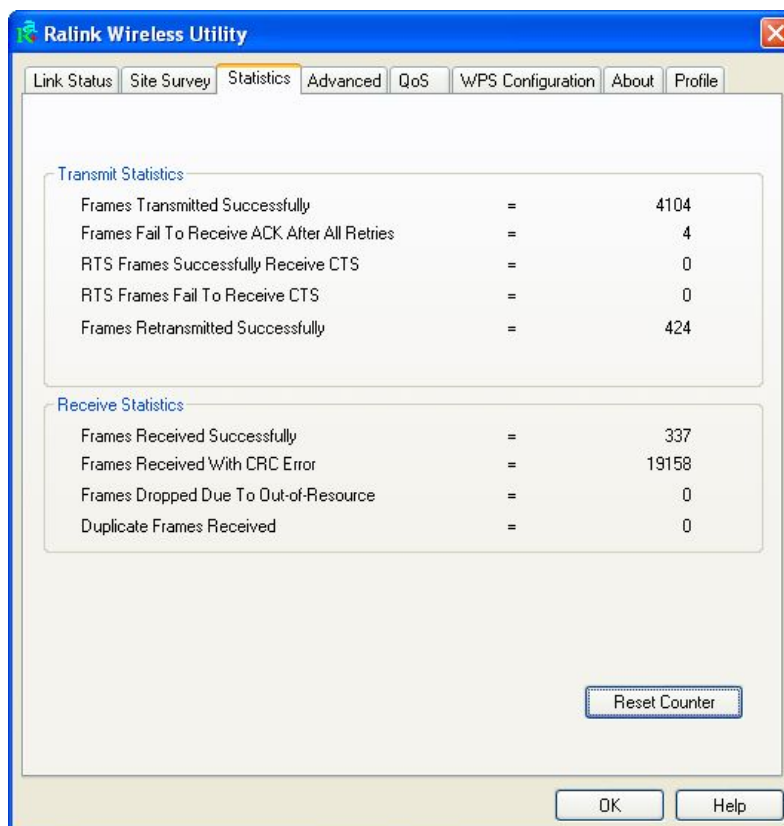 Ralink Wireless Utility
Link Status Site Survey Statistics Advanced QoS WPS Configuration About Profile
Transmit Statistics
Frames Transmitted Successfully = 4104
Frames Fail To Receive ACK After All Retries = 4
RTS Frames Successfully Receive CTS = 0
RTS Frames Fail To Receive CTS = 0
Frames Retransmitted Successfully = 424
Receive Statistics
Frames Received Successfully = 337
Frames Received With CRC Error = 19158
Frames Dropped Due To Out-of-Resource = 0
Duplicate Frames Received = 0
Reset Counter
OK Help